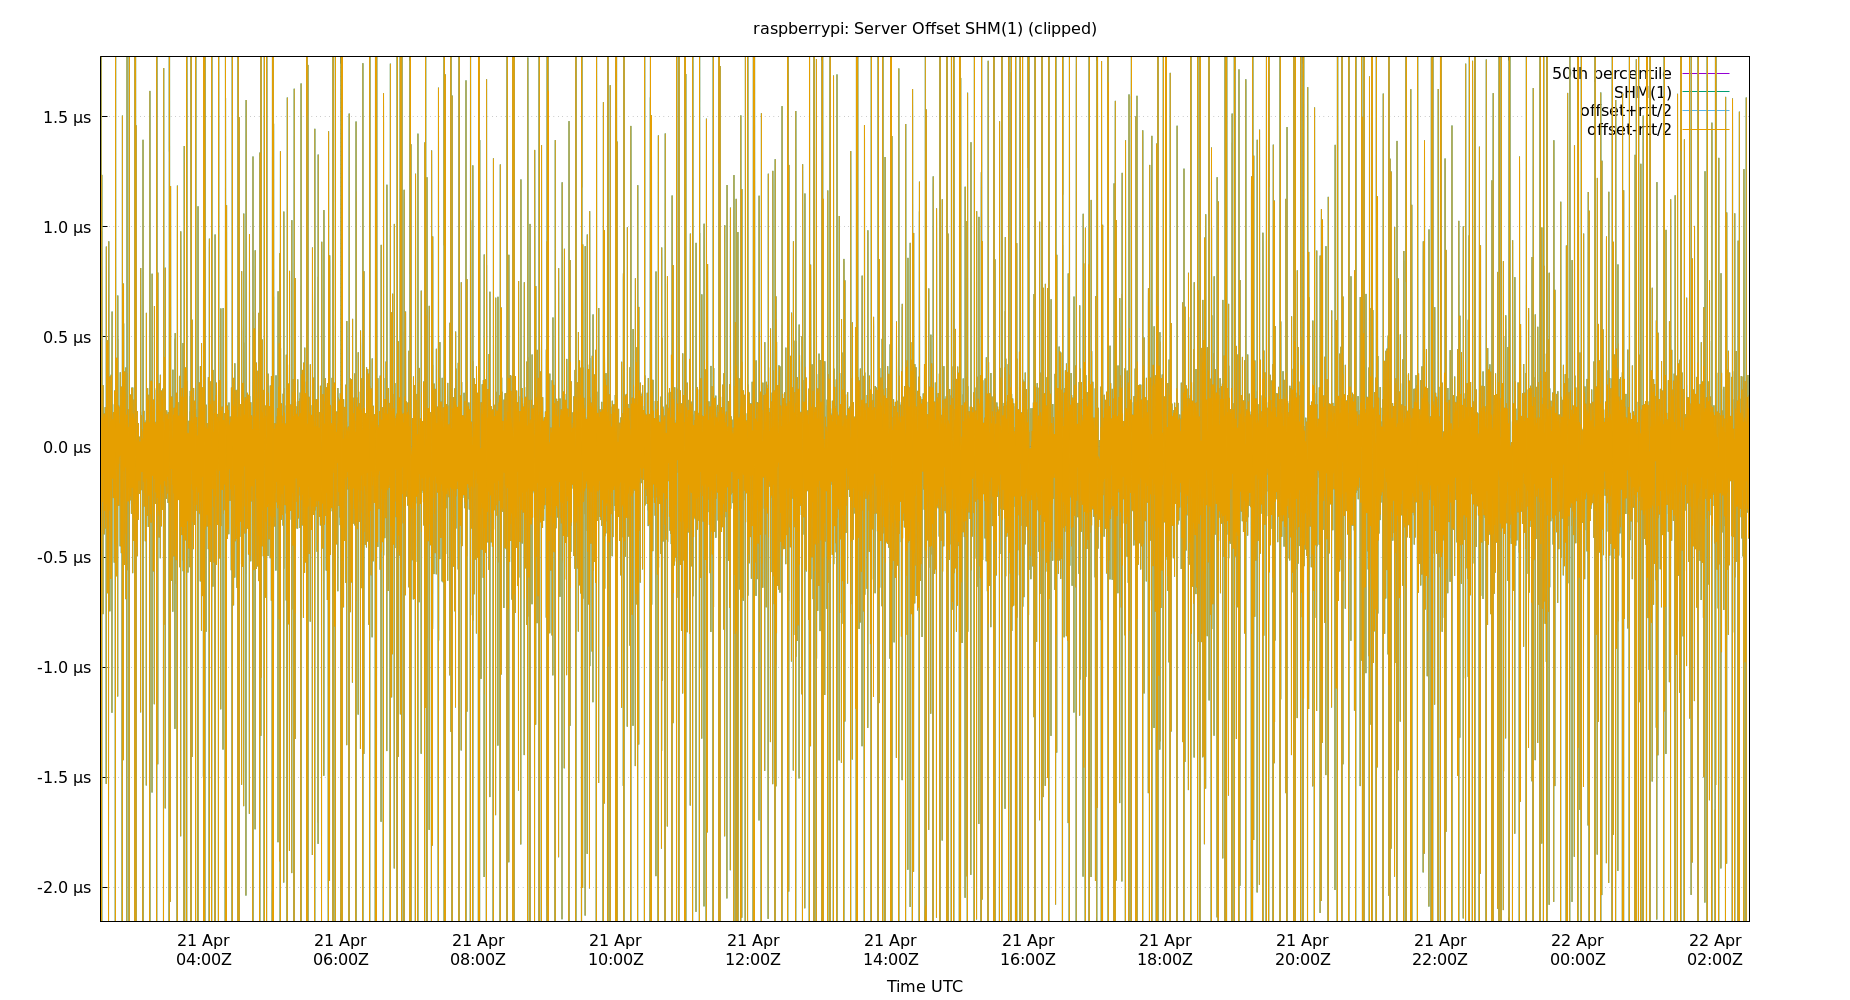 raspberrypi: Server Offset SHM(1) (clipped)
50th percentile
SHM(1)
offset+rtt/2
offset-rtt/2
1.5 µs
1.0 µs
0.5 µs
0.0 µs
-0.5 µs
-1.0 µs
-1.5 µs
-2.0 µs
21 Apr 21 Apr 21 Apr 21 Apr 21 Apr 21 Apr 21 Apr 21 Apr 21 Apr 21 Apr 22 Apr 22 Apr
04:00Z 06:00Z 08:00Z 10:00Z 12:00Z 14:00Z 16:00Z 18:00Z 20:00Z 22:00Z 00:00Z 02:00Z
Time UTC